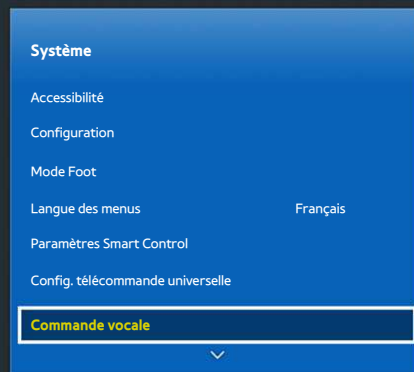 Système
Accessibilité
Configuration
Mode Foot
Langue des menus Français
Paramètres Smart Control
Config. télécommande universelle
Commande vocale